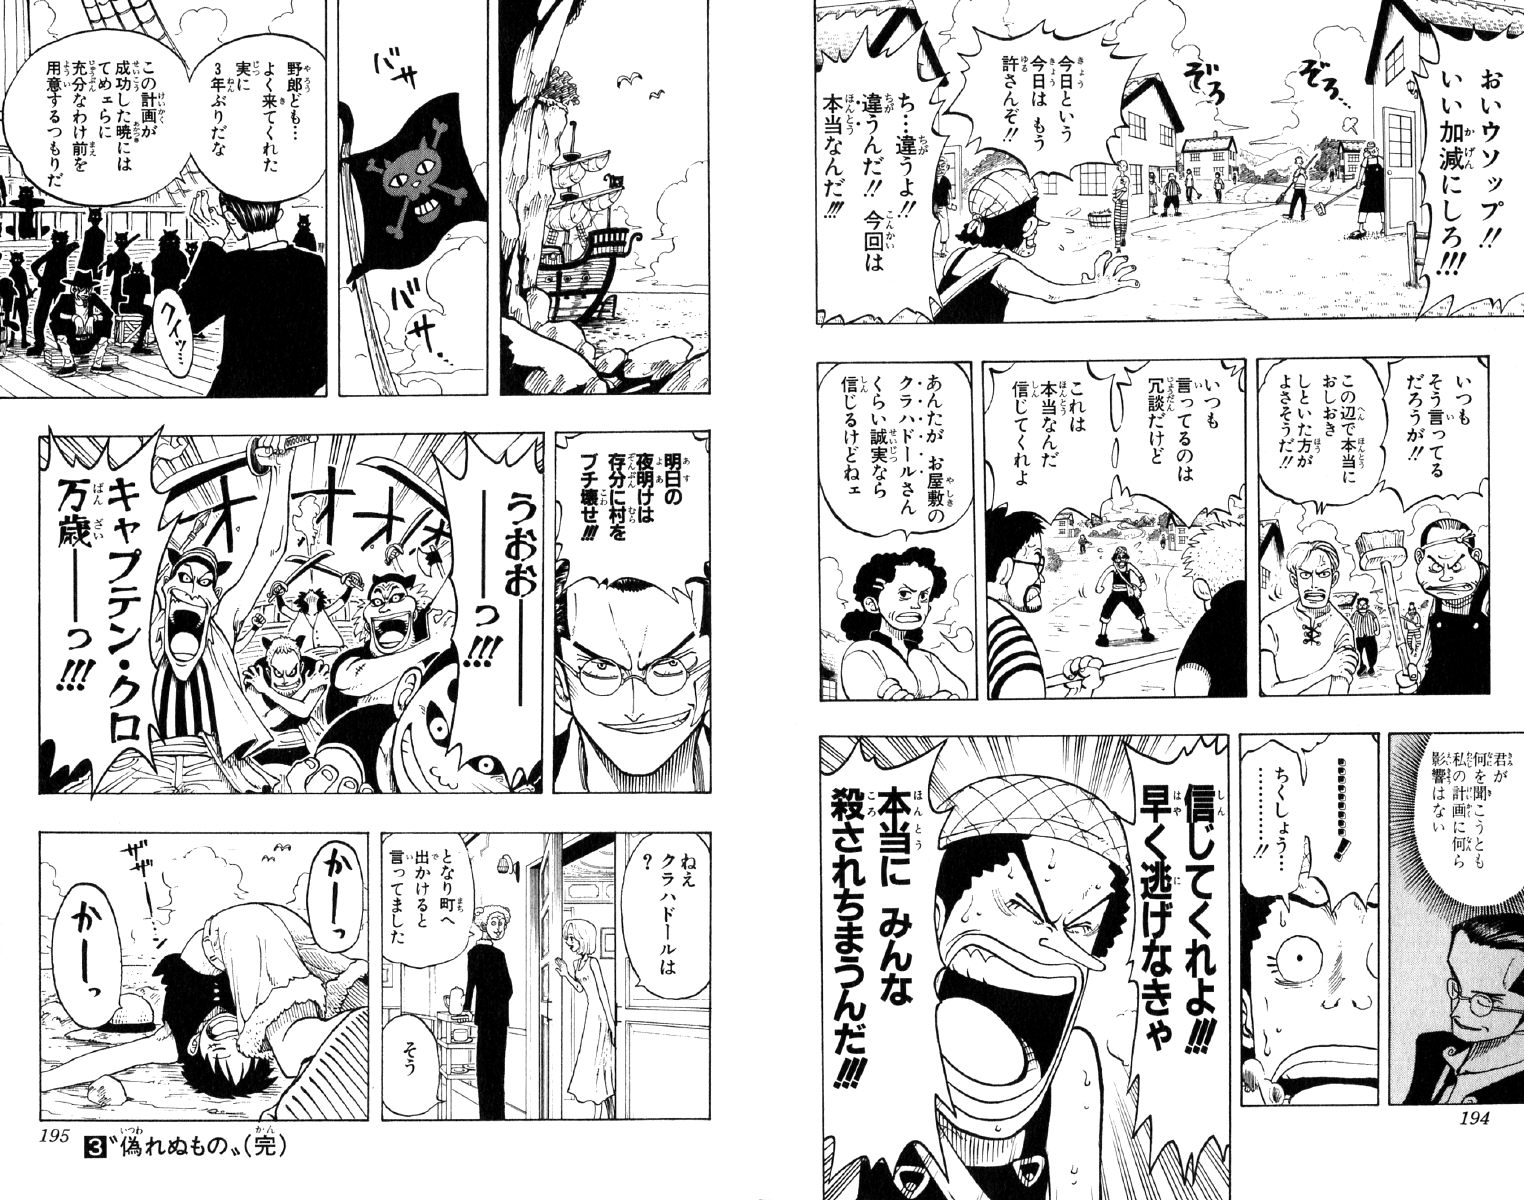 おいウソップ!!
いい加減にしろ!!!
ぞろ…
ぞろ
今日という
今日は もう
許さんぞ!!
ち…違うよ!!
違うんだ!! 今回は
本当なんだ!!!
いつも
そう言ってる
だろうが!!
この辺で本当に
おしおき
しといた方が
よさそうだ!!
いつも
言ってるのは
冗談だけど
これは
本当なんだ
信じてくれよ
あんたが お屋敷の
クラハドールさん
くらい誠実なら
信じるけどねェ
君が
何を聞こうとも
私の計画に何ら
影響はない
………………!
ちくしょう…
…………
信じてくれよ!!!
早く逃げなきゃ
本当に みんな
殺されちまうんだ!!!
194
バサ
バサ
野郎ども…
よく来てくれた
実に
3年ぶりだな
この計画が
成功した暁には
てめェらに
充分なわけ前を
用意するつもりだ
クイッ…
明日の
夜明けは
存分に村を
ブチ壊せ!!!
うおお——
——っ!!!
オオオオ
キャプテン・クロ
万歳——っ!!!
ねえ
クラハドールは
?
となり町へ
出かけると
言ってました
そう
かーっ
ザザーーン…
かーっ
195
3 〝偽れぬもの〟(完)